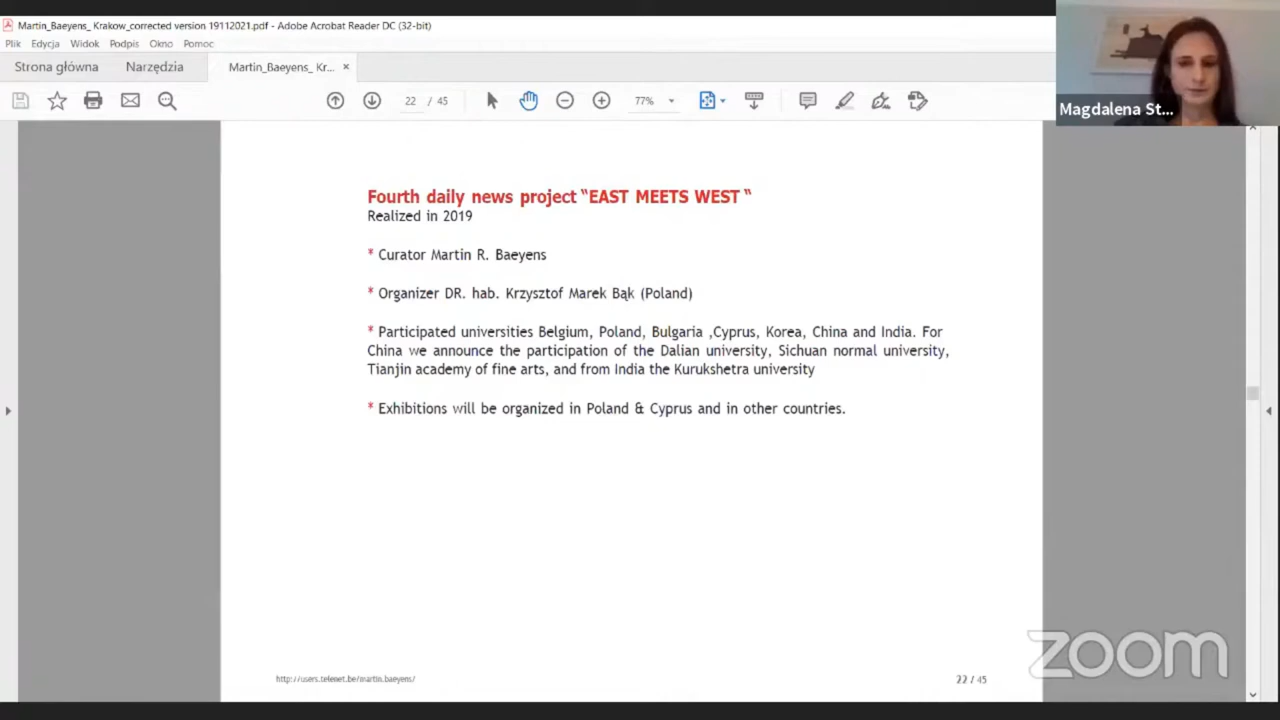 Martin_Baeyens_ Krakow_corrected version 19112021.pdf - Adobe Acrobat Reader DC (32-bit)
Plik Edycja Widok Podpis Okno Pomoc
Strona główna Narzędzia Martin_Baeyens_ Kr... ×
22 / 45 77%
Magdalena St...
Fourth daily news project "EAST MEETS WEST "
Realized in 2019
* Curator Martin R. Baeyens
* Organizer DR. hab. Krzysztof Marek Bąk (Poland)
* Participated universities Belgium, Poland, Bulgaria ,Cyprus, Korea, China and India. For
China we announce the participation of the Dalian university, Sichuan normal university,
Tianjin academy of fine arts, and from India the Kurukshetra university
* Exhibitions will be organized in Poland & Cyprus and in other countries.
zoom
http://users.telenet.be/martin.baeyens/
22 / 45